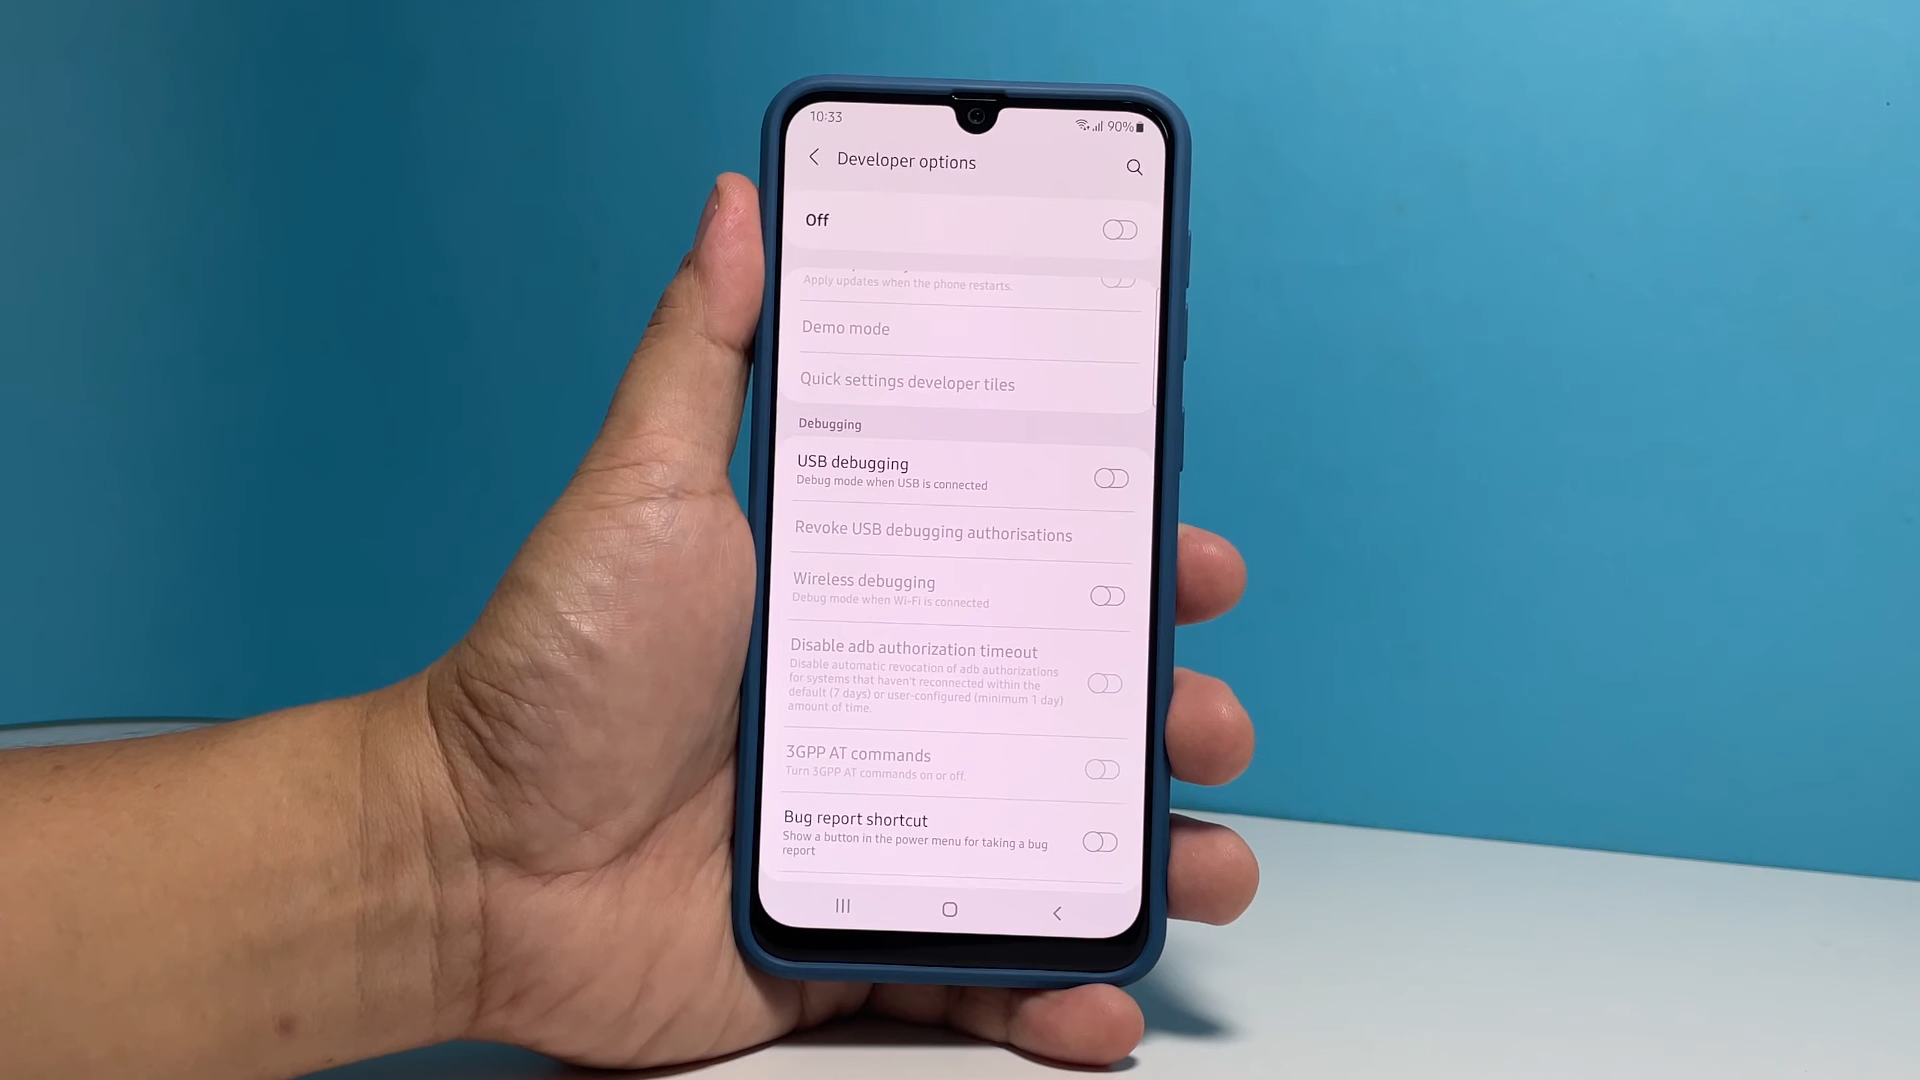 10:33
90%
Developer options
Off
Apply updates when the phone restarts.
Demo mode
Quick settings developer tiles
Debugging
USB debugging
Debug mode when USB is connected
Revoke USB debugging authorisations
Wireless debugging
Debug mode when Wi-Fi is connected
Disable adb authorization timeout
Disable automatic revocation of adb authorizations
for systems that haven't reconnected within the
default (7 days) or user-configured (minimum 1 day)
amount of time.
3GPP AT commands
Turn 3GPP AT commands on or off.
Bug report shortcut
Show a button in the power menu for taking a bug
report